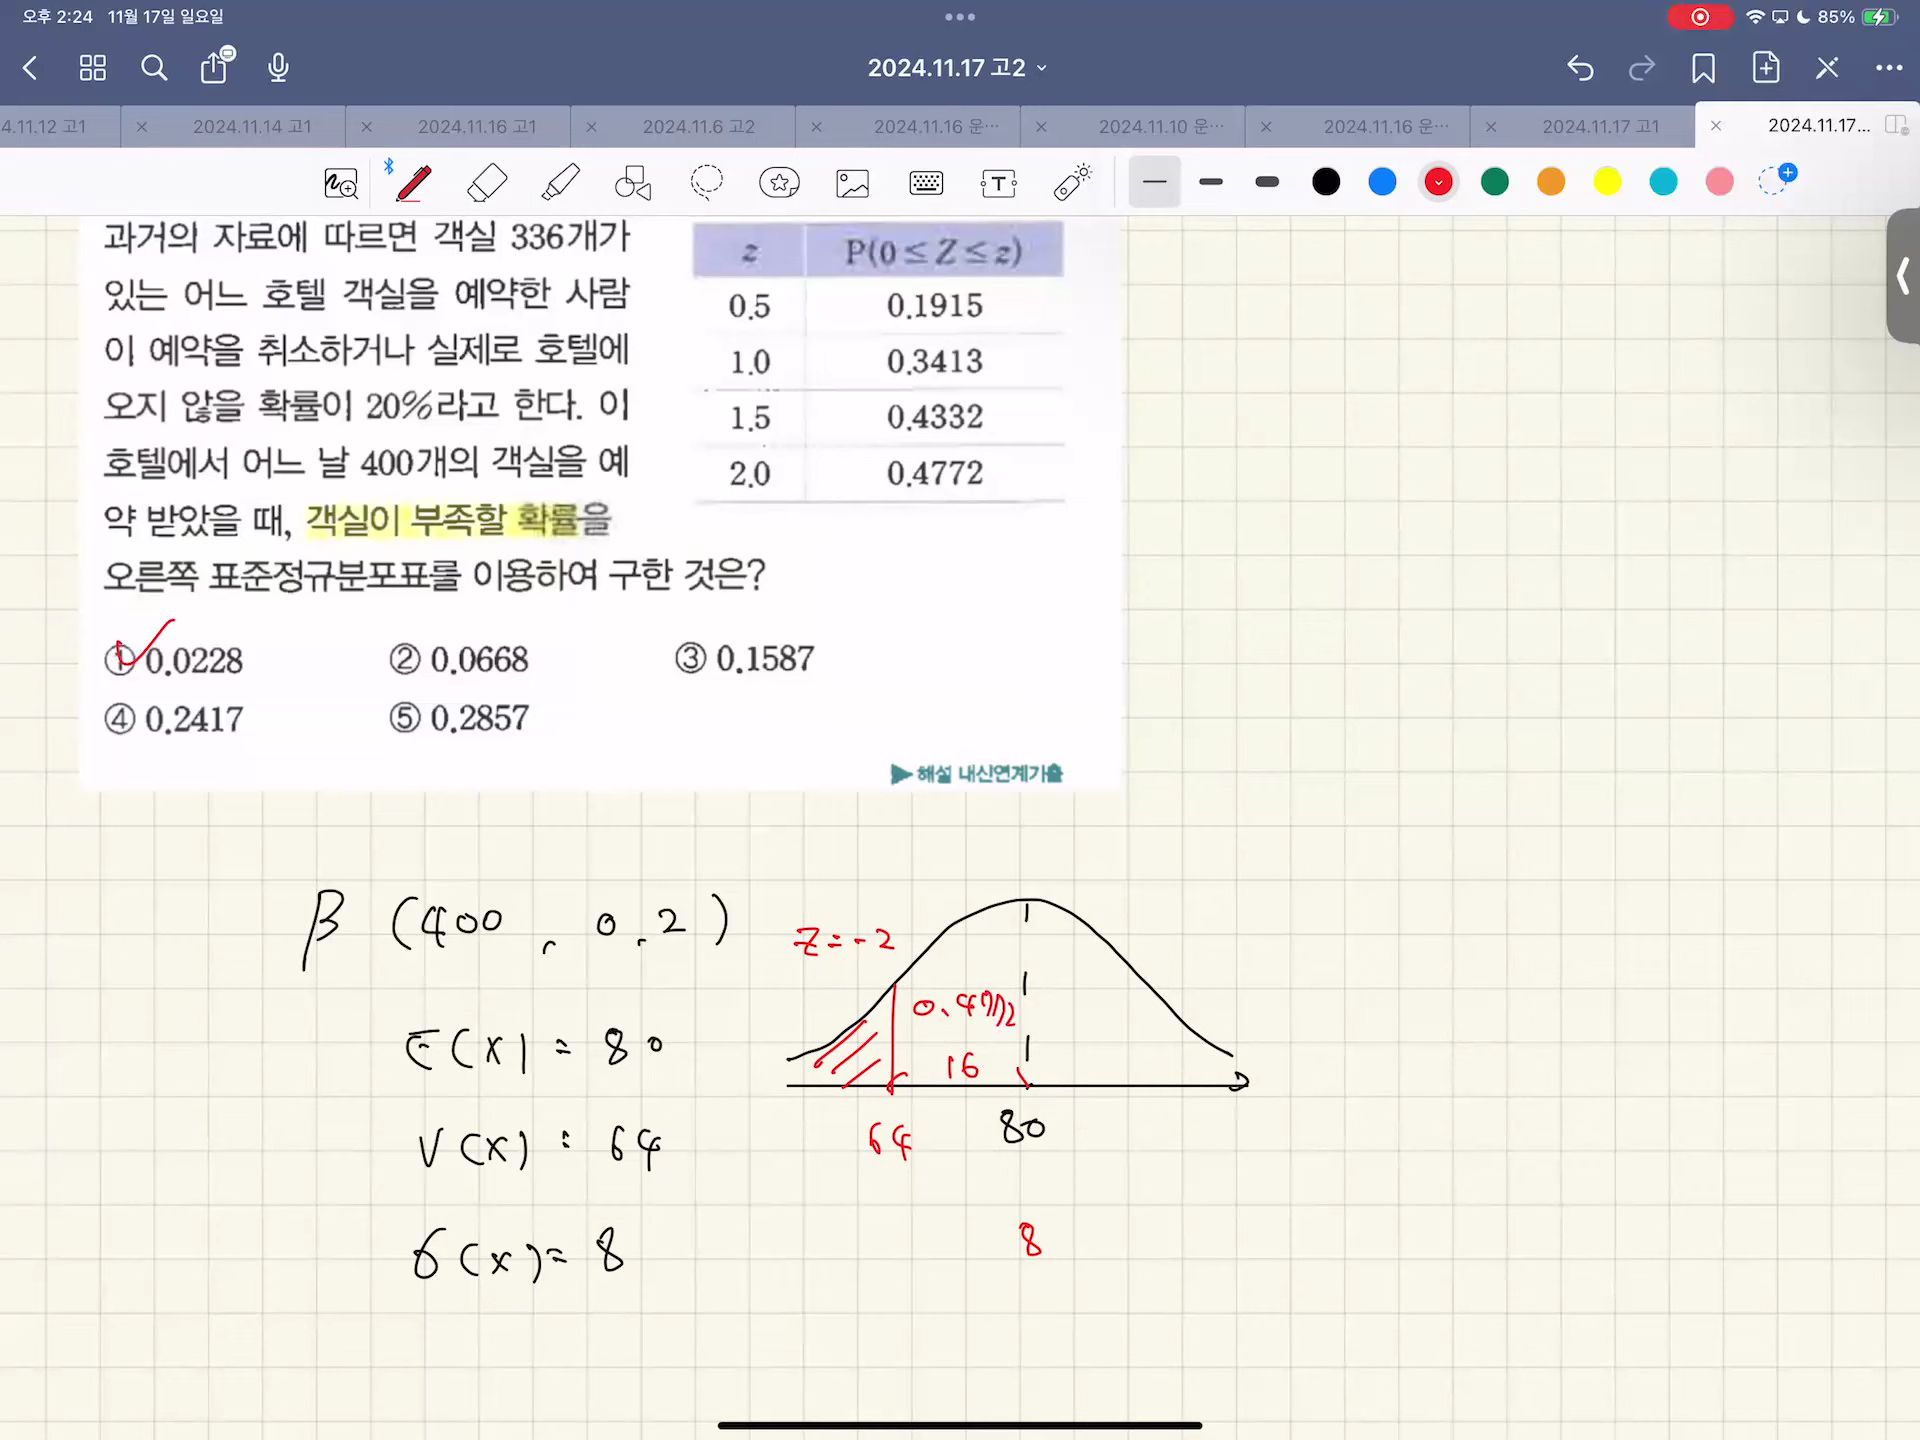 오후 2:24 11월 17일 일요일
85%
2024.11.17 고2
4.11.12 고1
2024.11.14 고1
2024.11.16 고1
2024.11.6 고2
2024.11.16 운…
2024.11.10 운…
2024.11.16 운…
2024.11.17 고1
2024.11.17...
과거의 자료에 따르면 객실 336개가
있는 어느 호텔 객실을 예약한 사람
이 예약을 취소하거나 실제로 호텔에
오지 않을 확률이 20%라고 한다. 이
호텔에서 어느 날 400개의 객실을 예
약 받았을 때, 객실이 부족할 확률을
오른쪽 표준정규분포표를 이용하여 구한 것은?
z P(0≤Z≤z)
0.5 0.1915
1.0 0.3413
1.5 0.4332
2.0 0.4772
① 0.0228 ② 0.0668 ③ 0.1587
④ 0.2417 ⑤ 0.2857
▶해설 내신연계기출
B (400, 0.2)
E(X) = 80
V(X) = 64
σ(x) = 8
Z=-2
0.4772
16
64
80
8